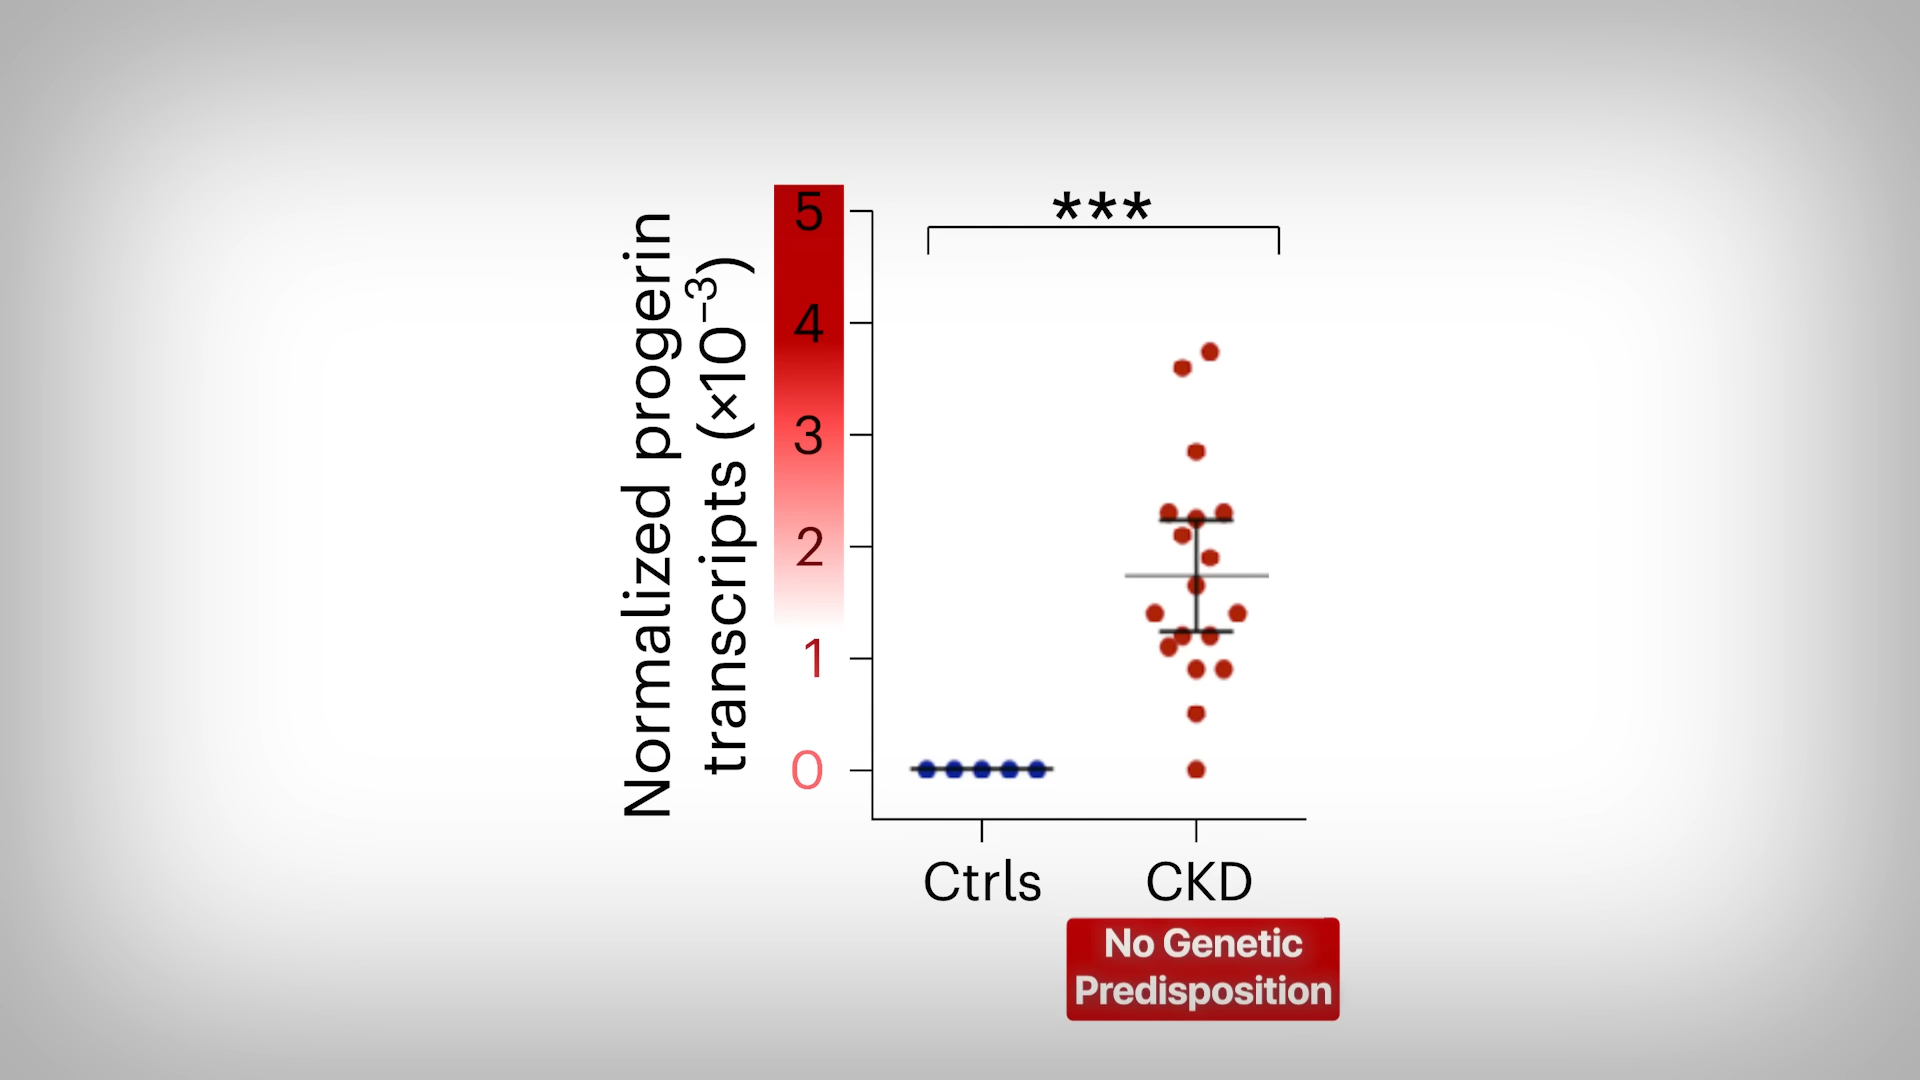 Normalized progerin
transcripts (×10⁻³)
5
4
3
2
1
0
***
Ctrls
CKD
No Genetic
Predisposition